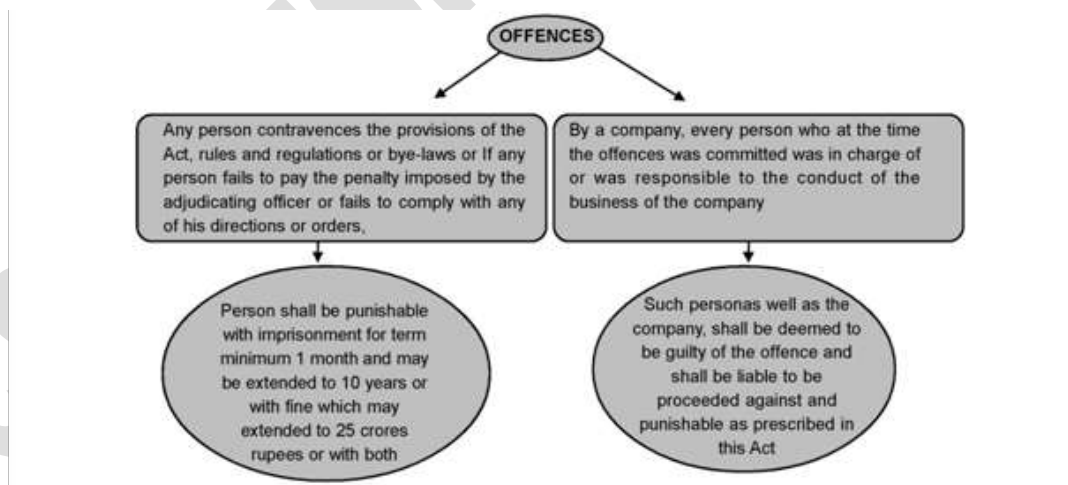 OFFENCES
Any person contravences the provisions of the
Act, rules and regulations or bye-laws or If any
person fails to pay the penalty imposed by the
adjudicating officer or fails to comply with any
of his directions or orders,
By a company, every person who at the time
the offences was committed was in charge of
or was responsible to the conduct of the
business of the company
Person shall be punishable
with imprisonment for term
minimum 1 month and may
be extended to 10 years or
with fine which may
extended to 25 crores
rupees or with both
Such personas well as the
company, shall be deemed to
be guilty of the offence and
shall be liable to be
proceeded against and
punishable as prescribed in
this Act